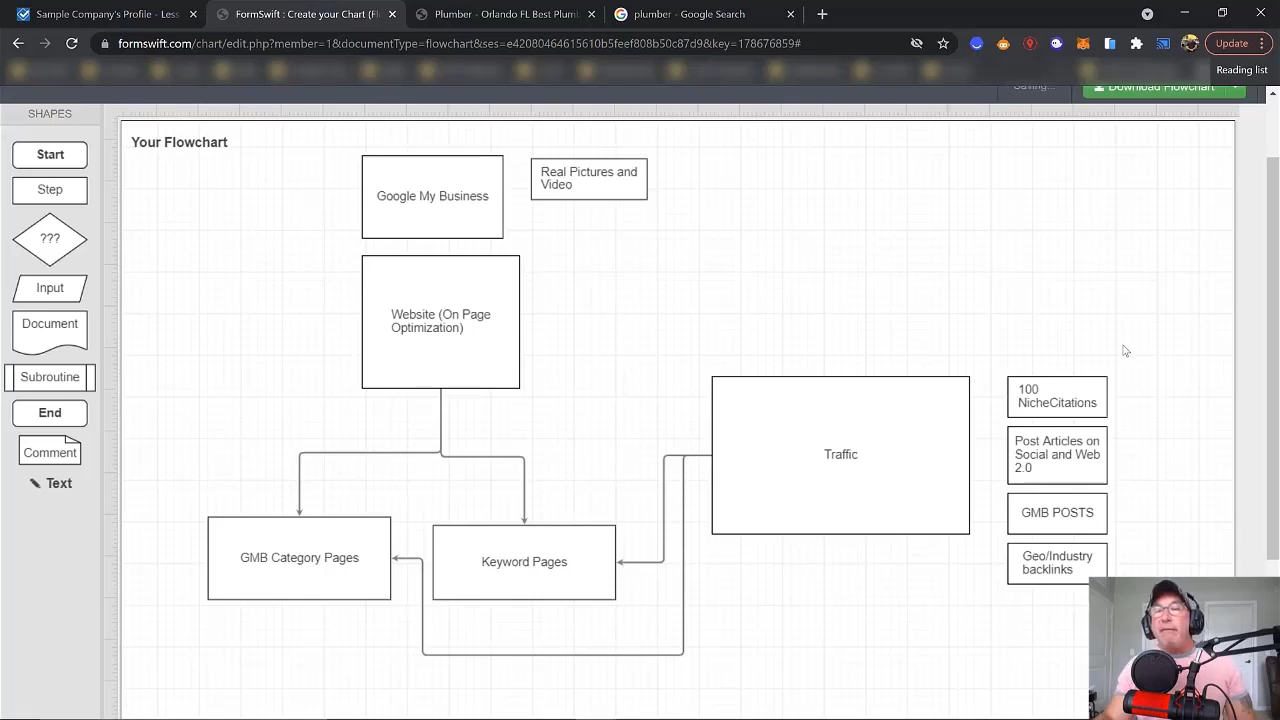 Sample Company's Profile - Less
FormSwift : Create your Chart (Fl
Plumber - Orlando FL Best Plumb
plumber - Google Search
formswift.com/chart/edit.php?member=1&documentType=flowchart&ses=e42080464615610b5feef808b50c87d9&key=178676859#
Update
Reading list
Saving...
Download Flowchart
SHAPES
Start
Step
???
Input
Document
Subroutine
End
Comment
Text
Your Flowchart
Google My Business
Real Pictures and
Video
Website (On Page
Optimization)
Traffic
100
NicheCitations
Post Articles on
Social and Web
2.0
GMB POSTS
Geo/Industry
backlinks
GMB Category Pages
Keyword Pages